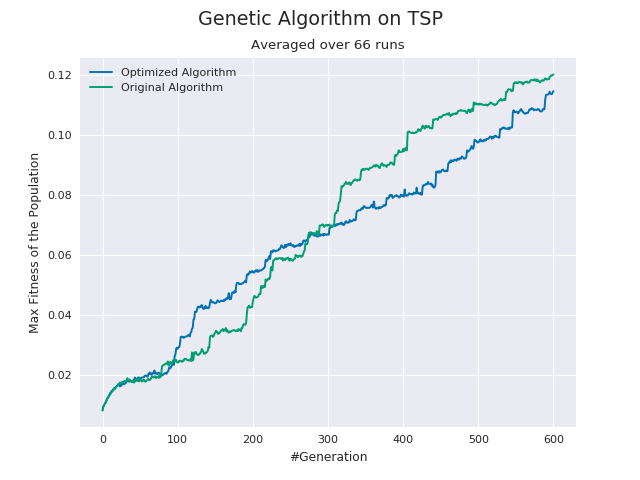 Genetic Algorithm on TSP
Averaged over 66 runs
Optimized Algorithm
Original Algorithm
Max Fitness of the Population
0.12
0.10
0.08
0.06
0.04
0.02
0 100 200 300 400 500 600
#Generation